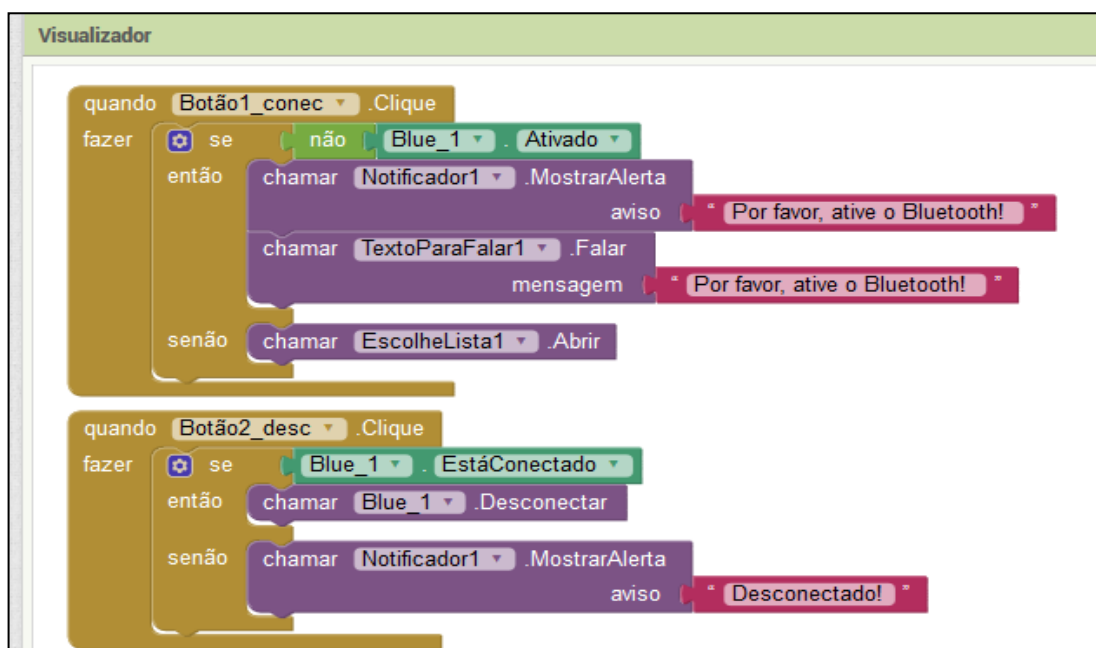 Visualizador
quando Botão1_conec .Clique
fazer se não Blue_1 . Ativado
então chamar Notificador1 .MostrarAlerta
aviso “ Por favor, ative o Bluetooth! ”
chamar TextoParaFalar1 .Falar
mensagem “ Por favor, ative o Bluetooth! ”
senão chamar EscolheLista1 .Abrir
quando Botão2_desc .Clique
fazer se Blue_1 . EstáConectado
então chamar Blue_1 .Desconectar
senão chamar Notificador1 .MostrarAlerta
aviso “ Desconectado! ”